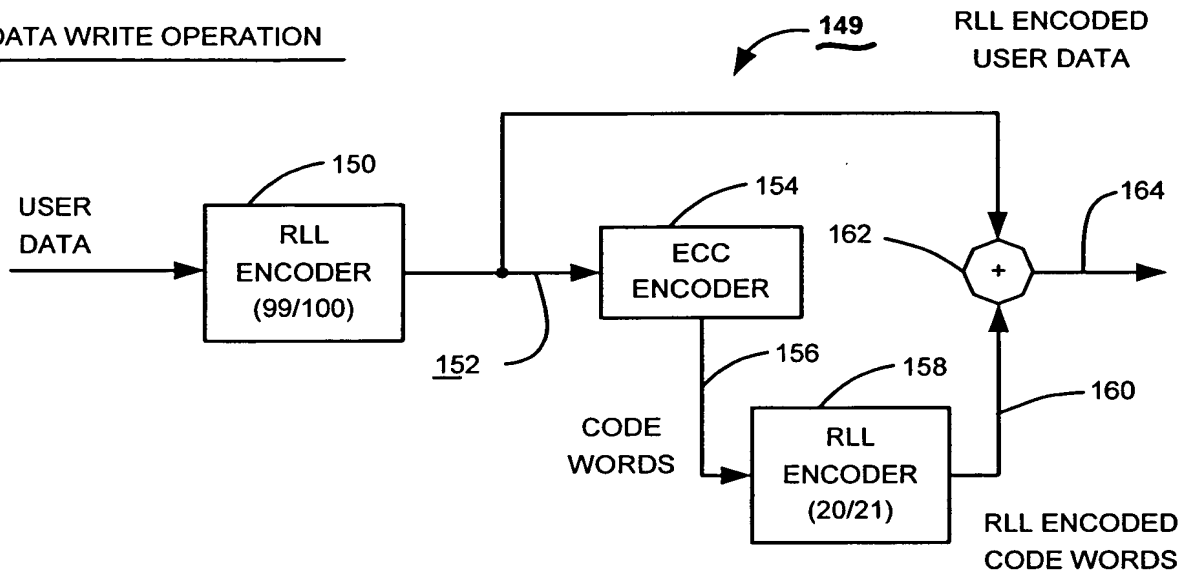 DATA WRITE OPERATION
149
RLL ENCODED
USER DATA
150
154
164
USER
DATA
RLL
ENCODER
(99/100)
ECC
ENCODER
162
+
152
156
158
160
CODE
WORDS
RLL
ENCODER
(20/21)
RLL ENCODED
CODE WORDS